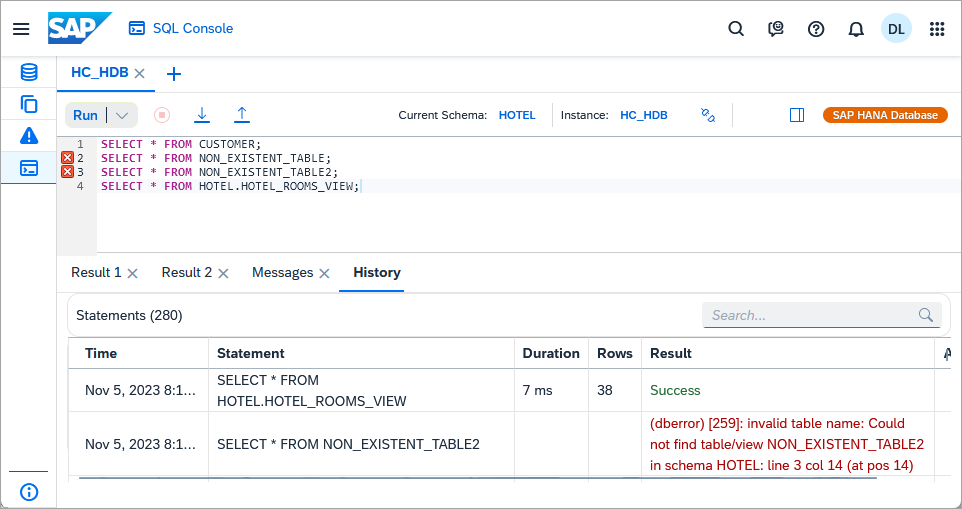 SAP SQL Console DL
HC_HDB
Run Current Schema: HOTEL Instance: HC_HDB SAP HANA Database
1 SELECT * FROM CUSTOMER;
2 SELECT * FROM NON_EXISTENT_TABLE;
3 SELECT * FROM NON_EXISTENT_TABLE2;
4 SELECT * FROM HOTEL.HOTEL_ROOMS_VIEW;
Result 1 Result 2 Messages History
Statements (280) Search...
Time Statement Duration Rows Result
Nov 5, 2023 8:1... SELECT * FROM
HOTEL.HOTEL_ROOMS_VIEW 7 ms 38 Success
Nov 5, 2023 8:1... SELECT * FROM NON_EXISTENT_TABLE2
(dberror) [259]: invalid table name: Could
not find table/view NON_EXISTENT_TABLE2
in schema HOTEL: line 3 col 14 (at pos 14)